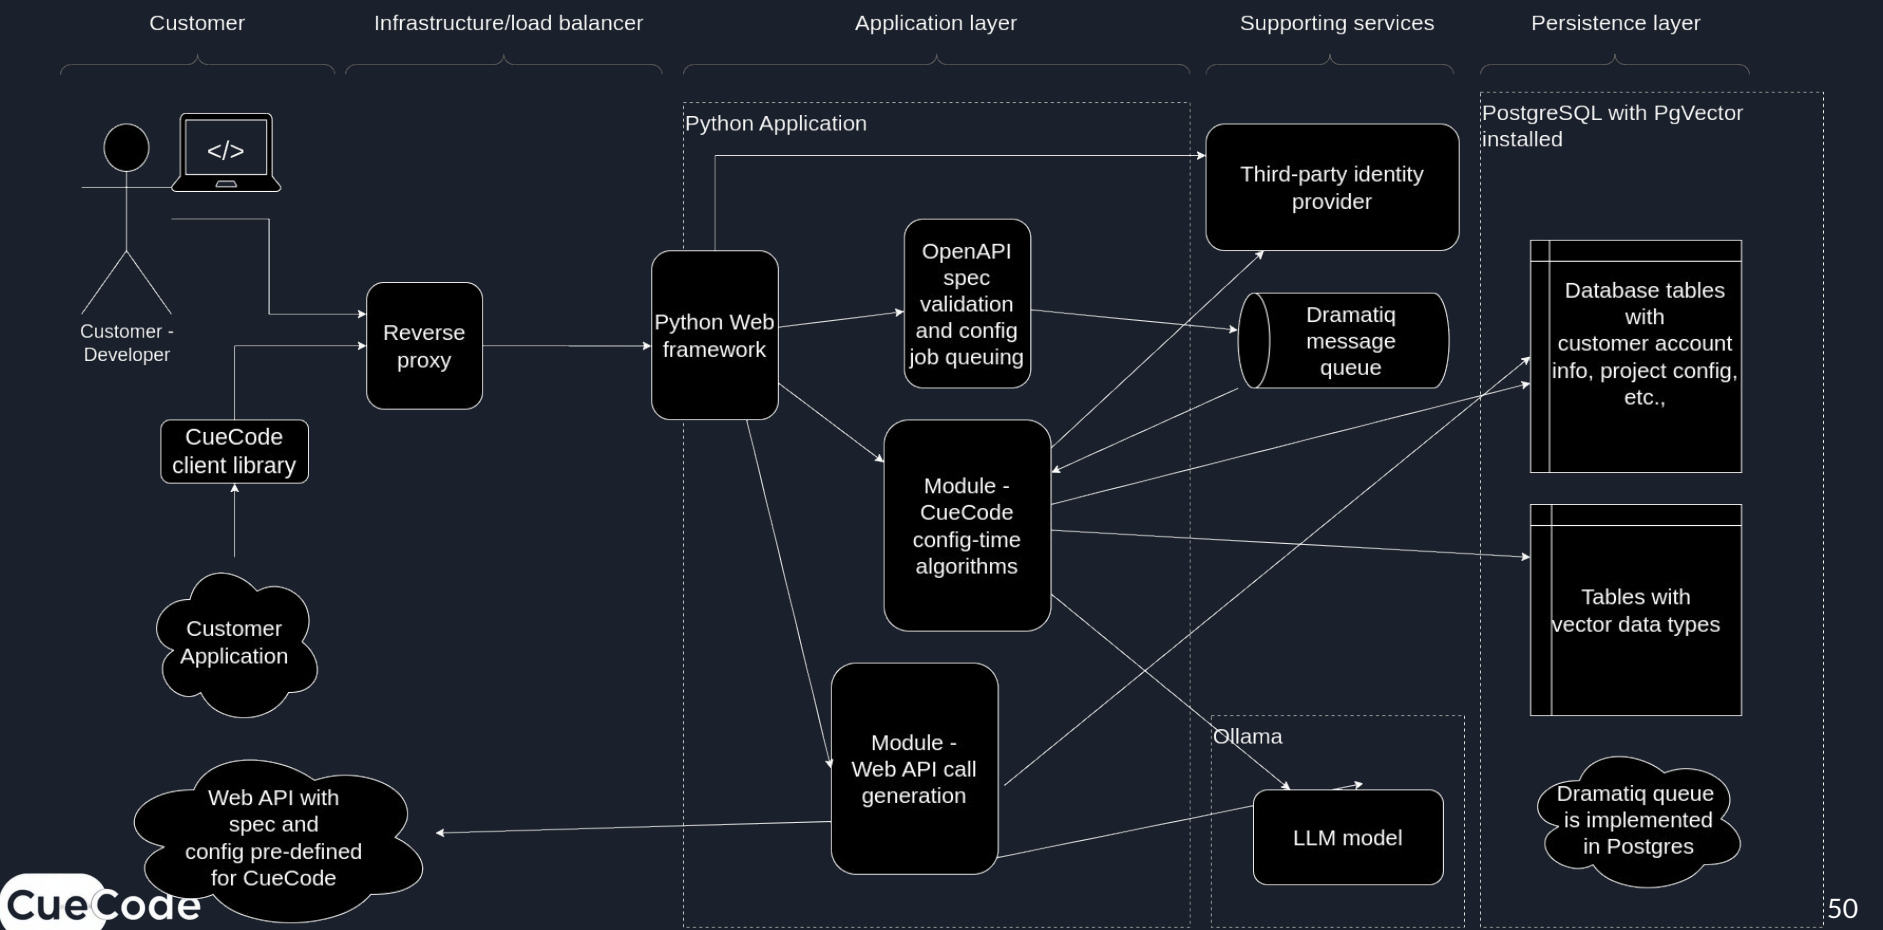 Customer
Infrastructure/load balancer
Application layer
Supporting services
Persistence layer
</>
Customer -
Developer
CueCode
client library
Customer
Application
Web API with
spec and
config pre-defined
for CueCode
Reverse
proxy
Python Application
Python Web
framework
OpenAPI
spec
validation
and config
job queuing
Module -
CueCode
config-time
algorithms
Module -
Web API call
generation
Third-party identity
provider
Dramatiq
message
queue
Ollama
LLM model
PostgreSQL with PgVector
installed
Database tables
with
customer account
info, project config,
etc.,
Tables with
vector data types
Dramatiq queue
is implemented
in Postgres
CueCode
50